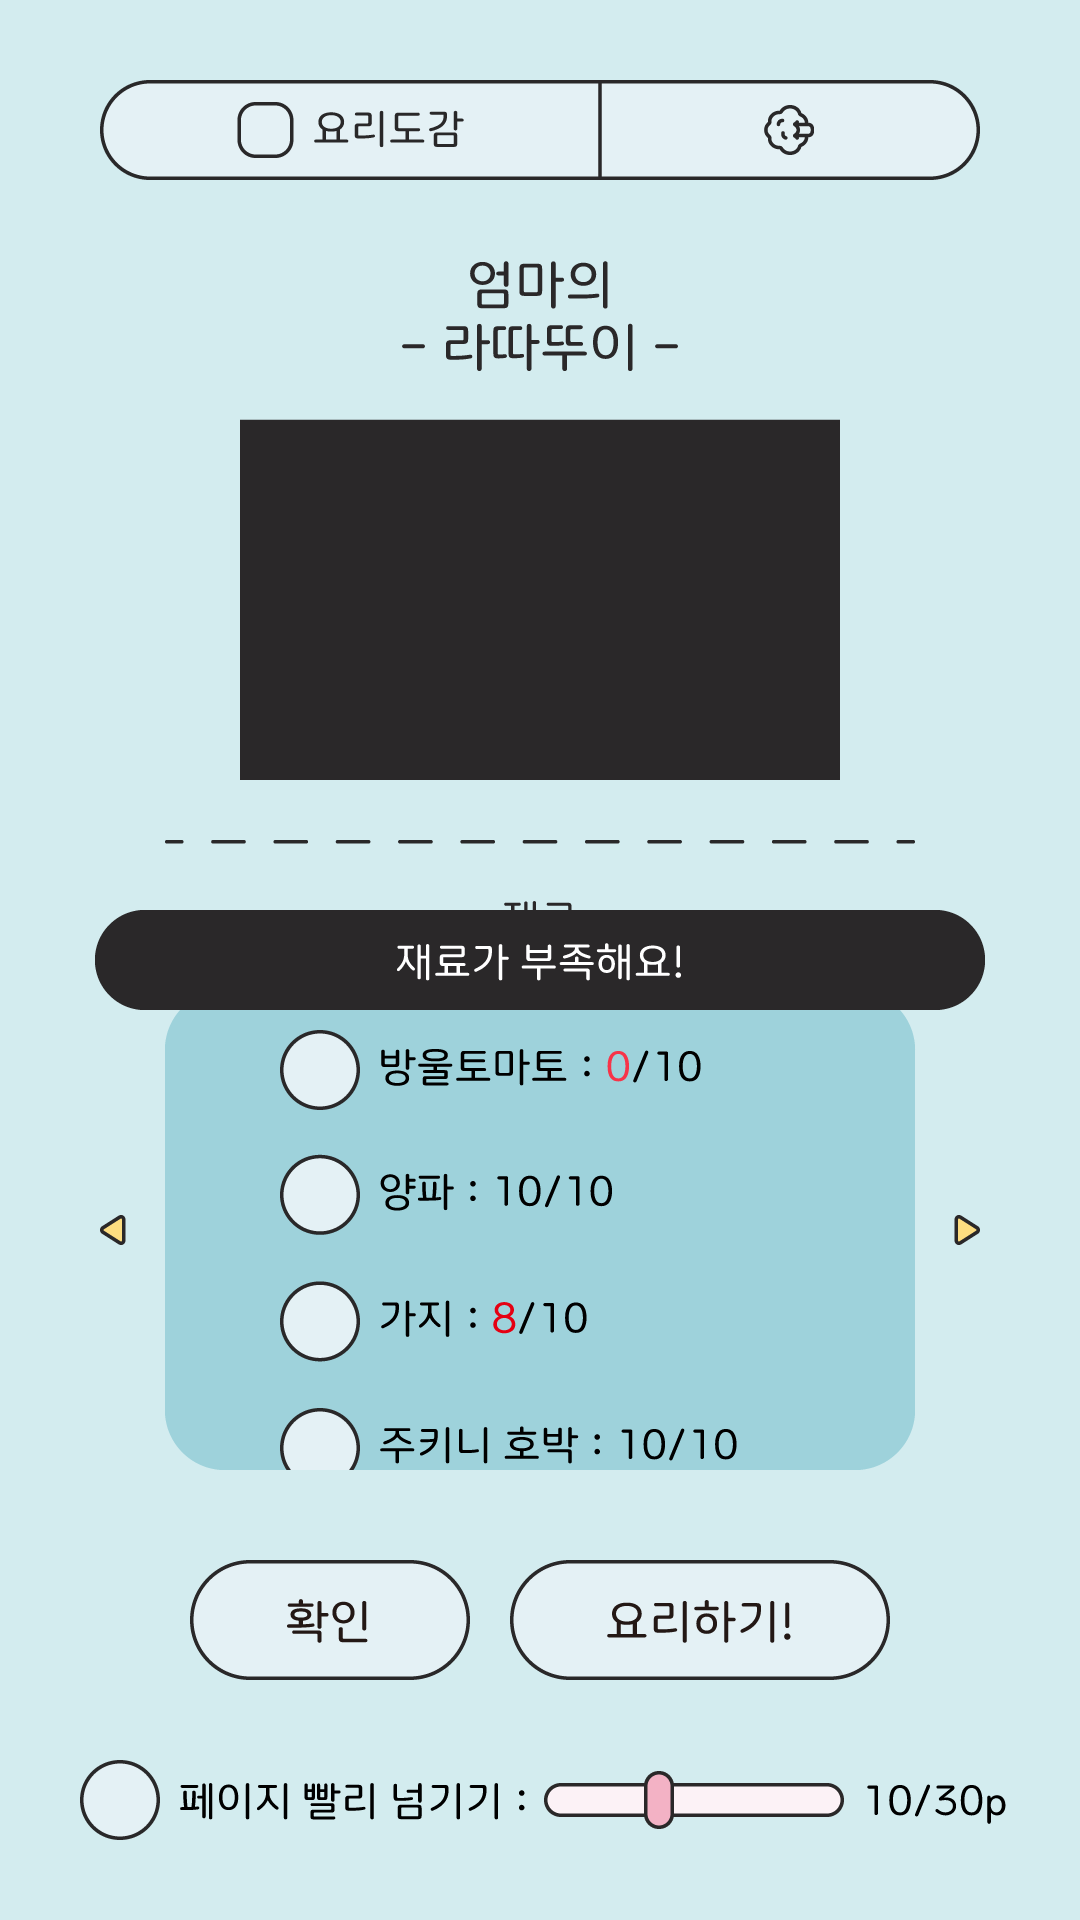 요리도감
엄마의
- 라따뚜이 -
재료가 부족해요!
방울토마토 : 0/10
양파 : 10/10
가지 : 8/10
주키니 호박 : 10/10
확인
요리하기!
페이지 빨리 넘기기 : 10/30p